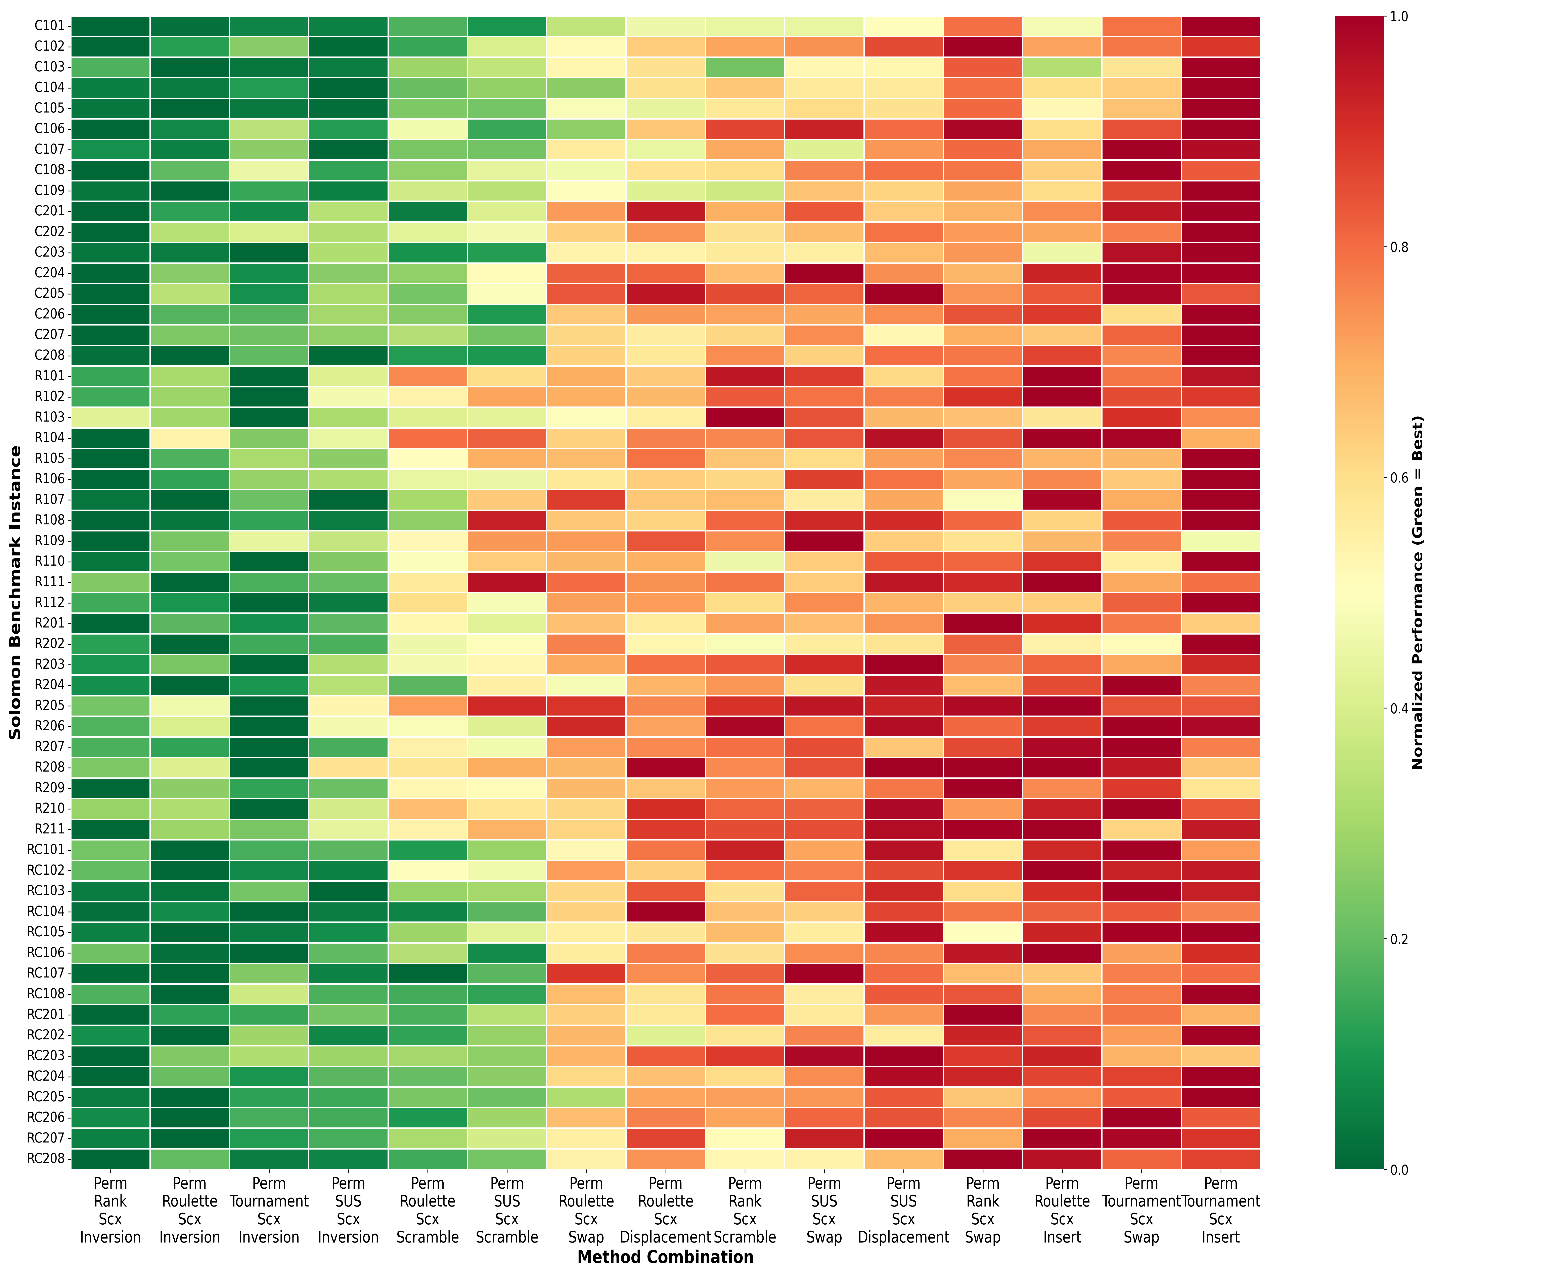 C101
C102
C103
C104
C105
C106
C107
C108
C109
C201
C202
C203
C204
C205
C206
C207
C208
R101
R102
R103
R104
R105
R106
R107
R108
R109
R110
R111
R112
R201
R202
R203
R204
R205
R206
R207
R208
R209
R210
R211
RC101
RC102
RC103
RC104
RC105
RC106
RC107
RC108
RC201
RC202
RC203
RC204
RC205
RC206
RC207
RC208
Solomon Benchmark Instance
Perm
Rank
Scx
Inversion
Perm
Roulette
Scx
Inversion
Perm
Tournament
Scx
Inversion
Perm
SUS
Scx
Inversion
Perm
Roulette
Scx
Scramble
Perm
SUS
Scx
Scramble
Perm
Roulette
Scx
Swap
Perm
Roulette
Scx
Displacement
Perm
Rank
Scx
Scramble
Perm
SUS
Scx
Swap
Perm
SUS
Scx
Displacement
Perm
Rank
Scx
Swap
Perm
Roulette
Scx
Insert
Perm
Tournament
Scx
Swap
Perm
Tournament
Scx
Insert
Method Combination
1.0
0.8
0.6
0.4
0.2
0.0
Normalized Performance (Green = Best)